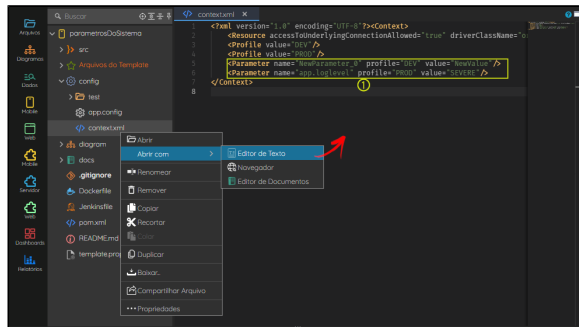 Buscar
context.xml ×
Arquivos
Diagramas
Dados
Mobile
Web
Mobile
Servidor
Web
Dashboards
Relatórios
parametrosDoSistema
src
Arquivos do Template
config
test
app.config
context.xml
diagram
docs
.gitignore
Dockerfile
Jenkinsfile
pom.xml
README.md
template.prop
<?xml version="1.0" encoding="UTF-8"?><Context>
<Resource accessToUnderlyingConnectionAllowed="true" driverClassName="o
<Profile value="DEV"/>
<Profile value="PROD"/>
<Parameter name="NewParameter_0" profile="DEV" value="NewValue"/>
<Parameter name="app.loglevel" profile="PROD" value="SEVERE"/>
</Context>
8
1
Abrir
Abrir com
Renomear
Remover
Copiar
Recortar
Colar
Duplicar
Baixar.
Compartilhar Arquivo
Propriedades
Editor de Texto
Navegador
Editor de Documentos